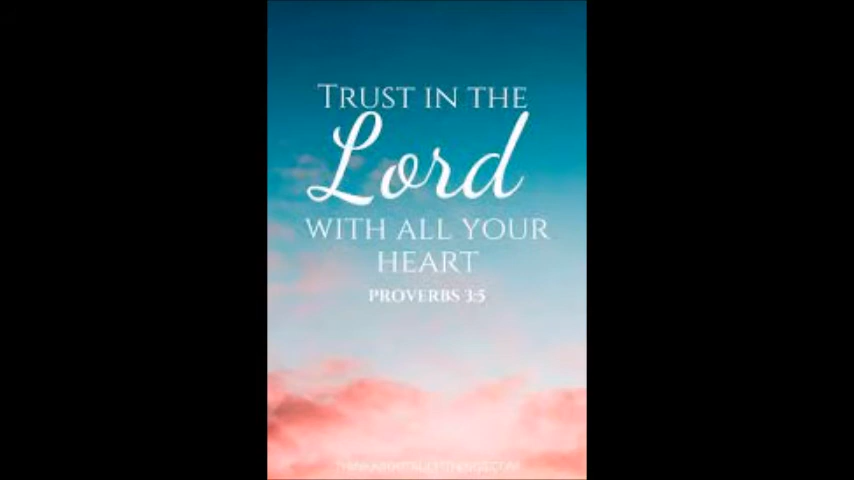 TRUST IN THE
Lord
WITH ALL YOUR
HEART
PROVERBS 3:5